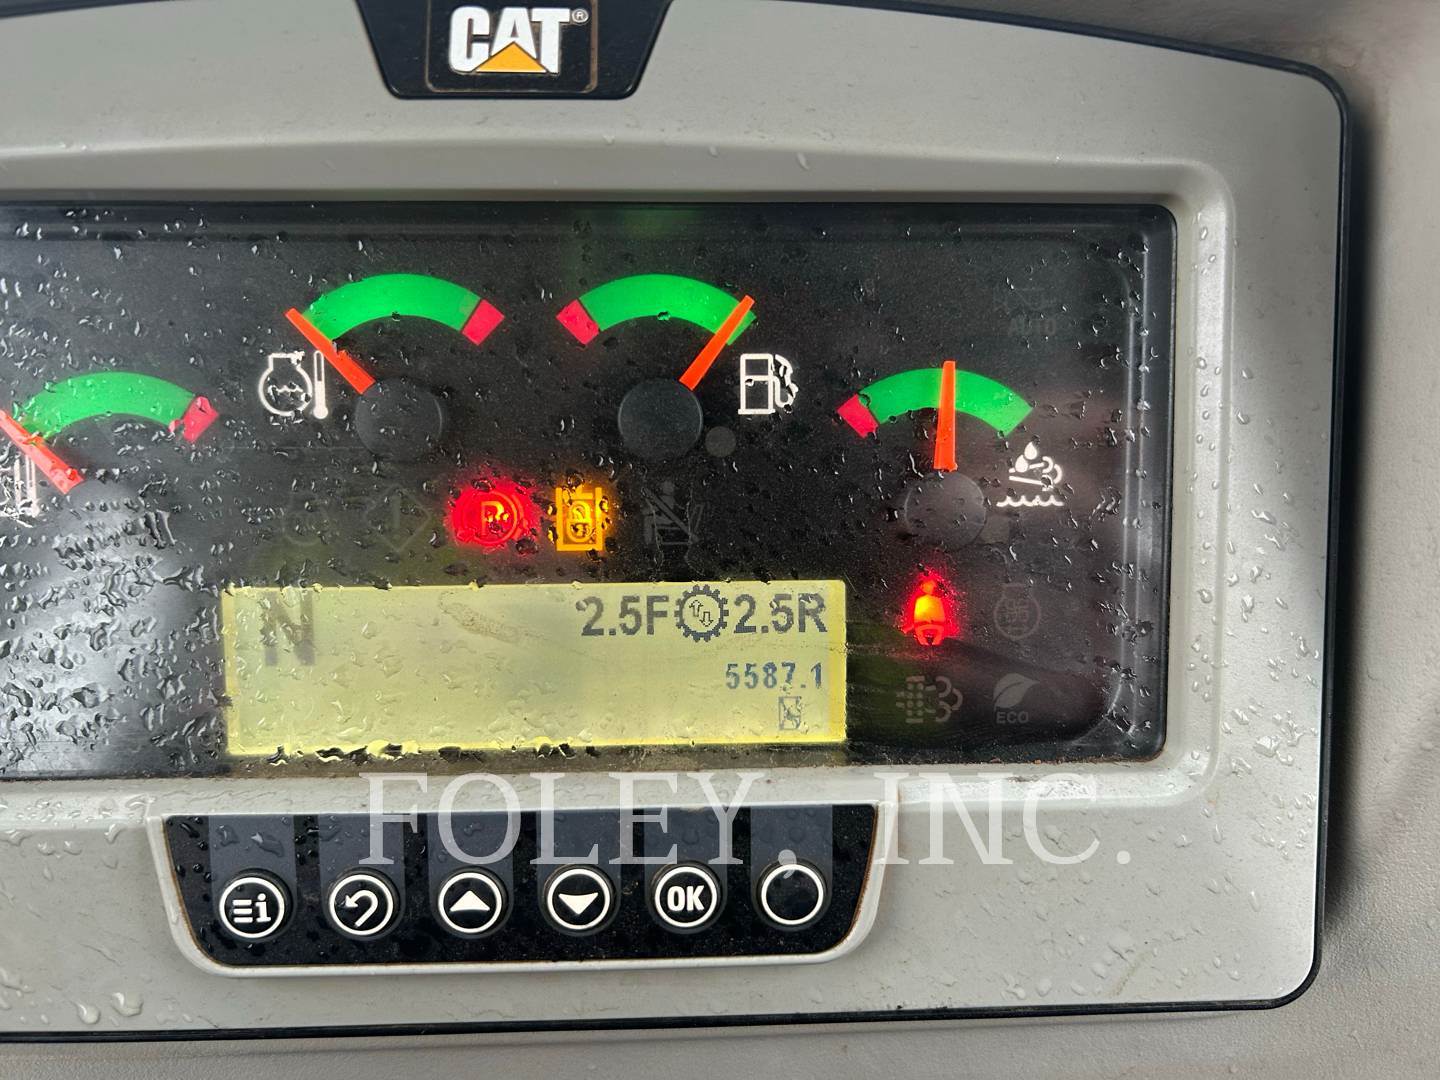 CAT®
AUTO
P
N 2.5F 2.5R
5587.1
ECO
FOLEY, INC.
i OK